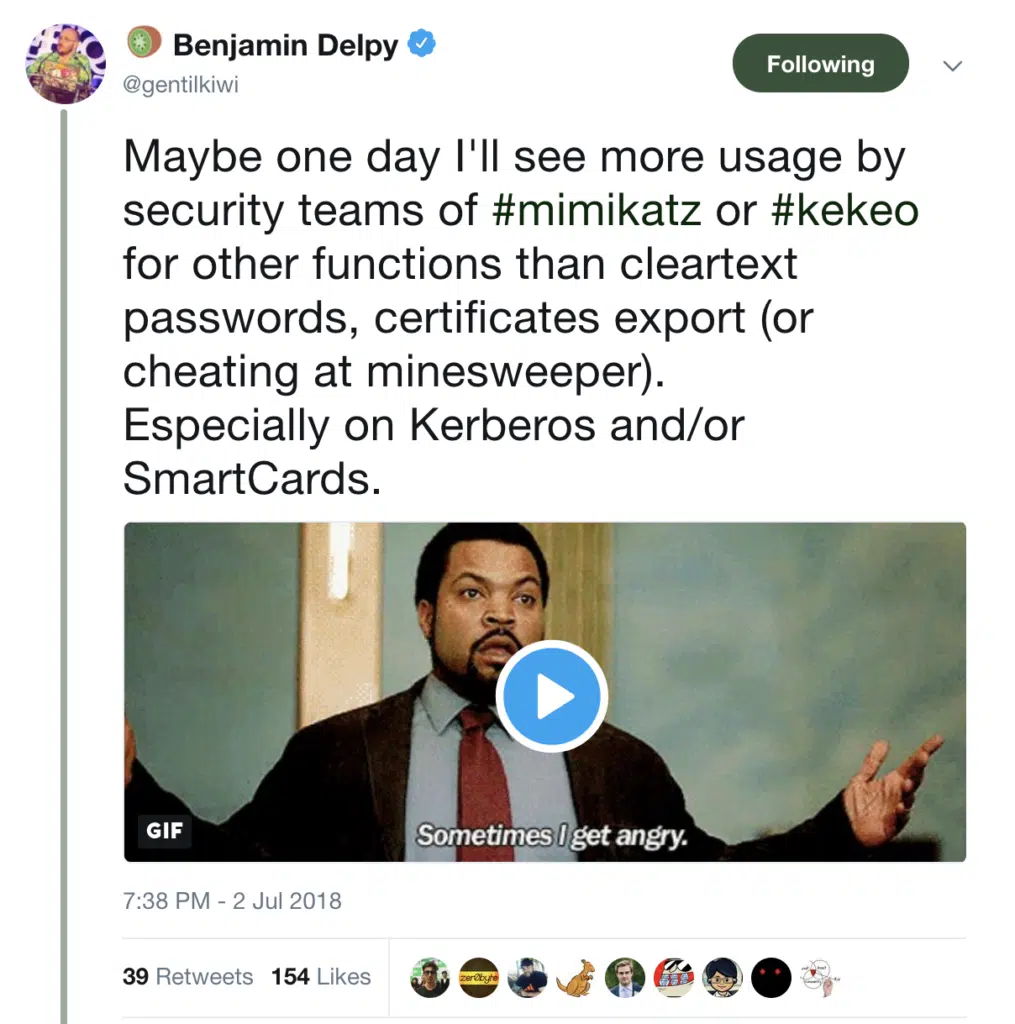 Benjamin Delpy
@gentilkiwi
Following
Maybe one day I'll see more usage by
security teams of #mimikatz or #kekeo
for other functions than cleartext
passwords, certificates export (or
cheating at minesweeper).
Especially on Kerberos and/or
SmartCards.
GIF
Sometimes I get angry.
7:38 PM - 2 Jul 2018
39 Retweets 154 Likes
zer0byte